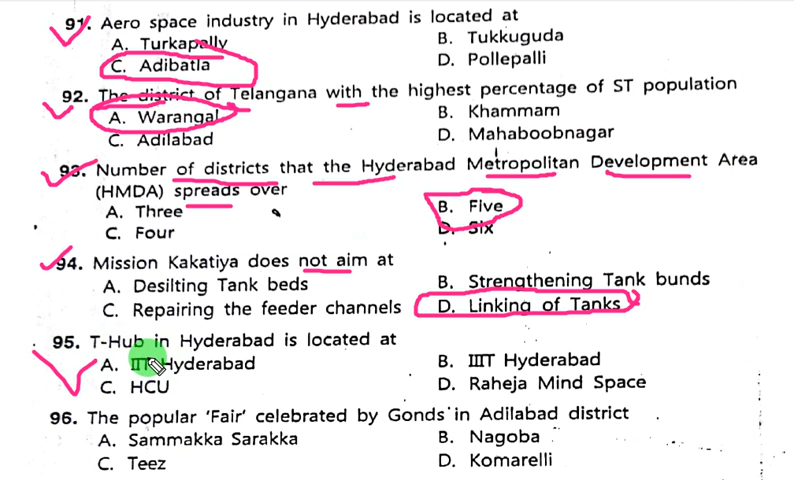 91. Aero space industry in Hyderabad is located at
A. Turkapally B. Tukkuguda
C. Adibatla D. Pollepalli
92. The district of Telangana with the highest percentage of ST population
A. Warangal B. Khammam
C. Adilabad D. Mahaboobnagar
93. Number of districts that the Hyderabad Metropolitan Development Area
(HMDA) spreads over
A. Three B. Five
C. Four D. Six
94. Mission Kakatiya does not aim at
A. Desilting Tank beds B. Strengthening Tank bunds
C. Repairing the feeder channels D. Linking of Tanks
95. T-Hub in Hyderabad is located at
A. IIT Hyderabad B. IIIT Hyderabad
C. HCU D. Raheja Mind Space
96. The popular 'Fair' celebrated by Gonds in Adilabad district
A. Sammakka Sarakka B. Nagoba
C. Teez D. Komarelli